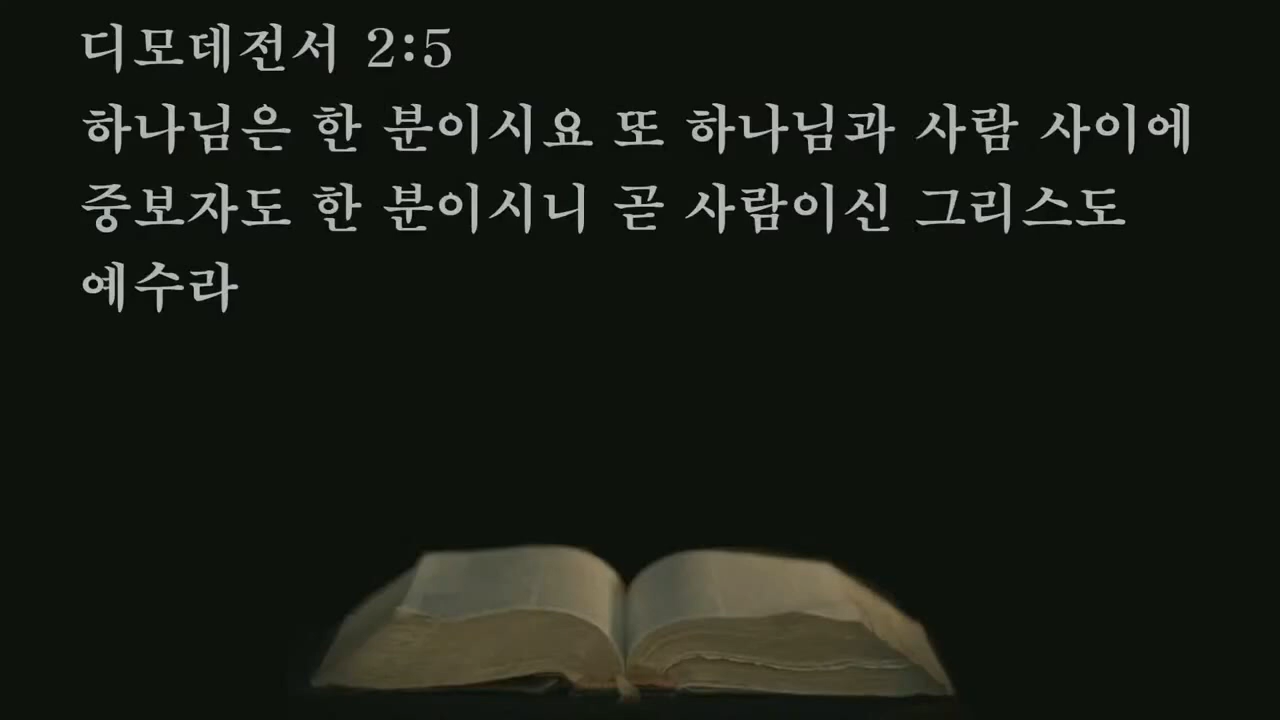 디모데전서 2:5
하나님은 한 분이시요 또 하나님과 사람 사이에
중보자도 한 분이시니 곧 사람이신 그리스도
예수라